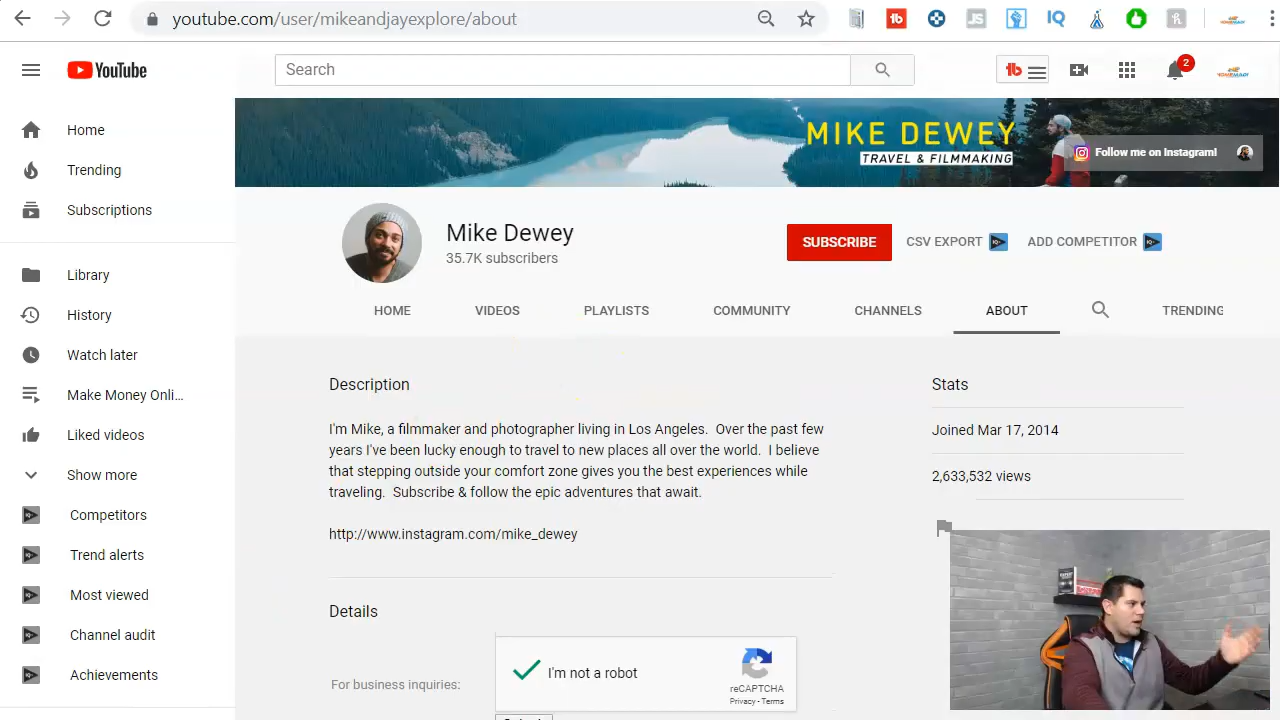 youtube.com/user/mikeandjayexplore/about
tb
JS
IQ
YouTube
Search
tb
2
MIKE DEWEY
TRAVEL & FILMMAKING
Follow me on Instagram!
Home
Trending
Subscriptions
Library
History
Watch later
Make Money Onli...
Liked videos
Show more
Competitors
Trend alerts
Most viewed
Channel audit
Achievements
Mike Dewey
35.7K subscribers
SUBSCRIBE
CSV EXPORT
ADD COMPETITOR
HOME VIDEOS PLAYLISTS COMMUNITY CHANNELS ABOUT TRENDING
Description
I'm Mike, a filmmaker and photographer living in Los Angeles. Over the past few
years I've been lucky enough to travel to new places all over the world. I believe
that stepping outside your comfort zone gives you the best experiences while
traveling. Subscribe & follow the epic adventures that await.
http://www.instagram.com/mike_dewey
Details
For business inquiries:
I'm not a robot
reCAPTCHA
Privacy - Terms
Stats
Joined Mar 17, 2014
2,633,532 views